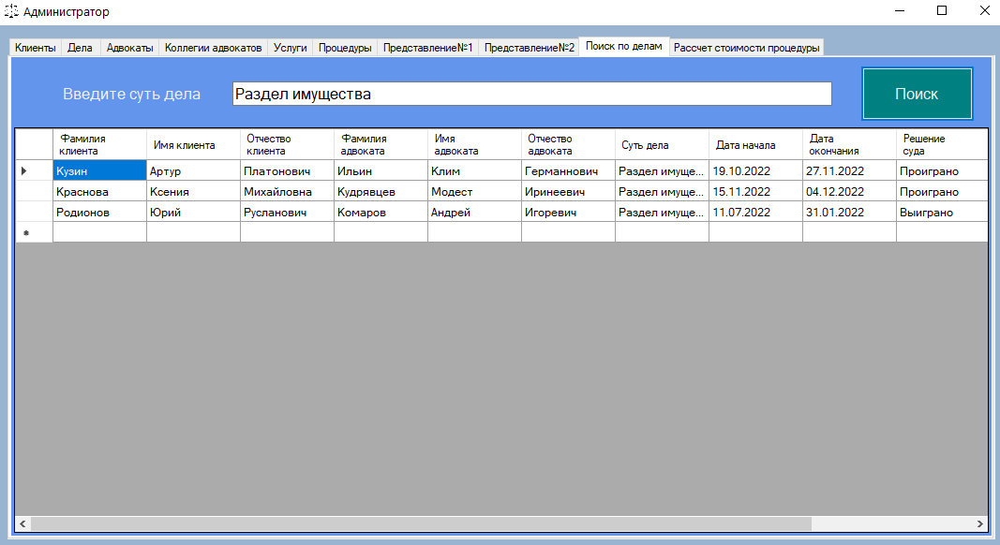 Администратор
Клиенты Дела Адвокаты Коллегии адвокатов Услуги Процедуры Представление№1 Представление№2 Поиск по делам Рассчет стоимости процедуры
Введите суть дела Раздел имущества Поиск
Фамилия клиента Имя клиента Отчество клиента Фамилия адвоката Имя адвоката Отчество адвоката Суть дела Дата начала Дата окончания Решение суда
Кузин Артур Платонович Ильин Клим Германнович Раздел имуще... 19.10.2022 27.11.2022 Проиграно
Краснова Ксения Михайловна Кудрявцев Модест Иринеевич Раздел имуще... 15.11.2022 04.12.2022 Проиграно
Родионов Юрий Русланович Комаров Андрей Игоревич Раздел имуще... 11.07.2022 31.01.2022 Выиграно